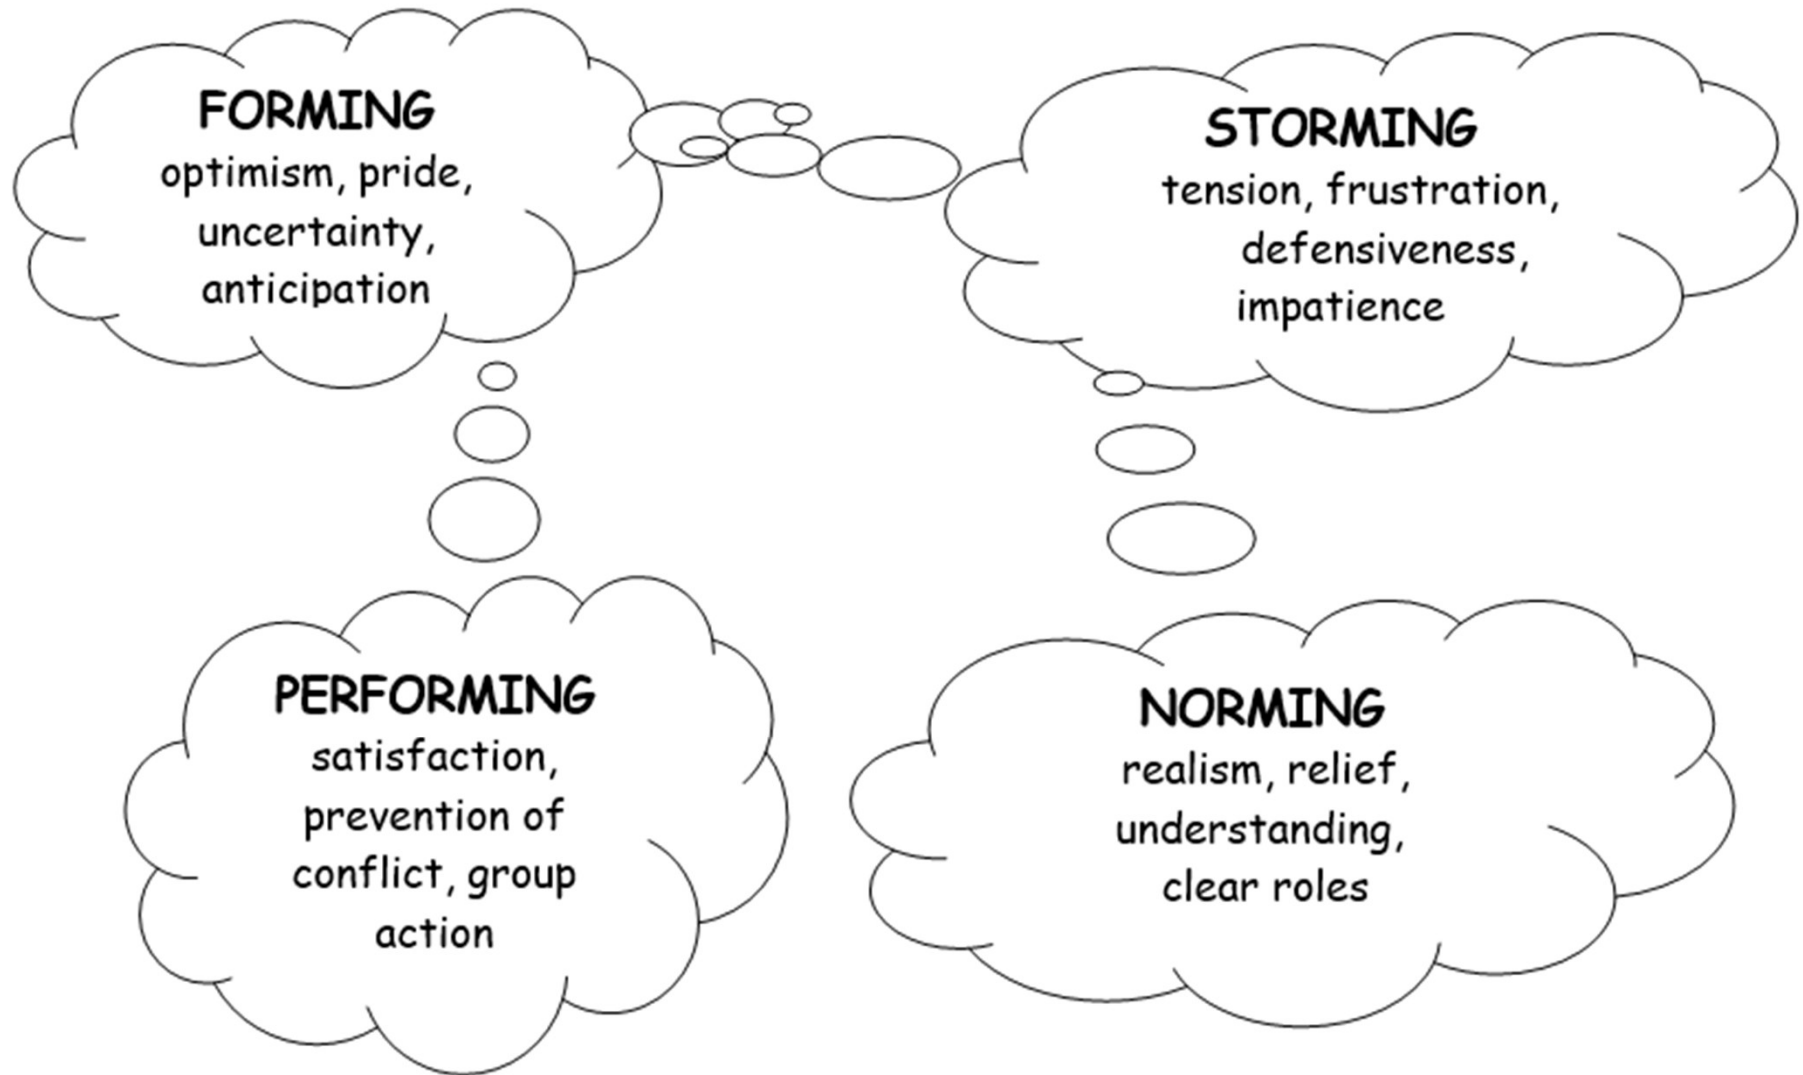 FORMING
optimism, pride,
uncertainty,
anticipation
STORMING
tension, frustration,
defensiveness,
impatience
PERFORMING
satisfaction,
prevention of
conflict, group
action
NORMING
realism, relief,
understanding,
clear roles